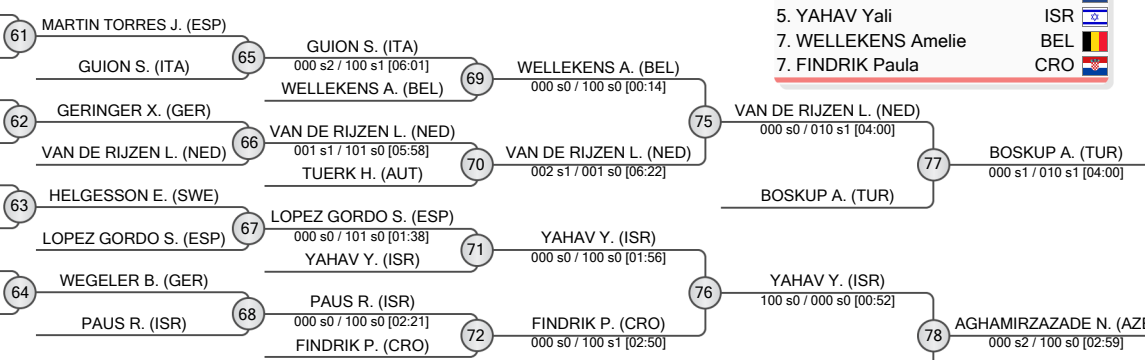 5. YAHAV Yali ISR
7. WELLEKENS Amelie BEL
7. FINDRIK Paula CRO
61
MARTIN TORRES J. (ESP)
GUION S. (ITA)
65
GUION S. (ITA)
000 s2 / 100 s1 [06:01]
WELLEKENS A. (BEL)
69
WELLEKENS A. (BEL)
000 s0 / 100 s0 [00:14]
62
GERINGER X. (GER)
VAN DE RIJZEN L. (NED)
66
VAN DE RIJZEN L. (NED)
001 s1 / 101 s0 [05:58]
TUERK H. (AUT)
70
VAN DE RIJZEN L. (NED)
002 s1 / 001 s0 [06:22]
75
VAN DE RIJZEN L. (NED)
000 s0 / 010 s1 [04:00]
BOSKUP A. (TUR)
77
BOSKUP A. (TUR)
000 s1 / 010 s1 [04:00]
63
HELGESSON E. (SWE)
LOPEZ GORDO S. (ESP)
67
LOPEZ GORDO S. (ESP)
000 s0 / 101 s0 [01:38]
YAHAV Y. (ISR)
71
YAHAV Y. (ISR)
000 s0 / 100 s0 [01:56]
64
WEGELER B. (GER)
PAUS R. (ISR)
68
PAUS R. (ISR)
000 s0 / 100 s0 [02:21]
FINDRIK P. (CRO)
72
FINDRIK P. (CRO)
000 s0 / 100 s1 [02:50]
76
YAHAV Y. (ISR)
100 s0 / 000 s0 [00:52]
78
AGHAMIRZAZADE N. (AZE
000 s2 / 100 s0 [02:59]